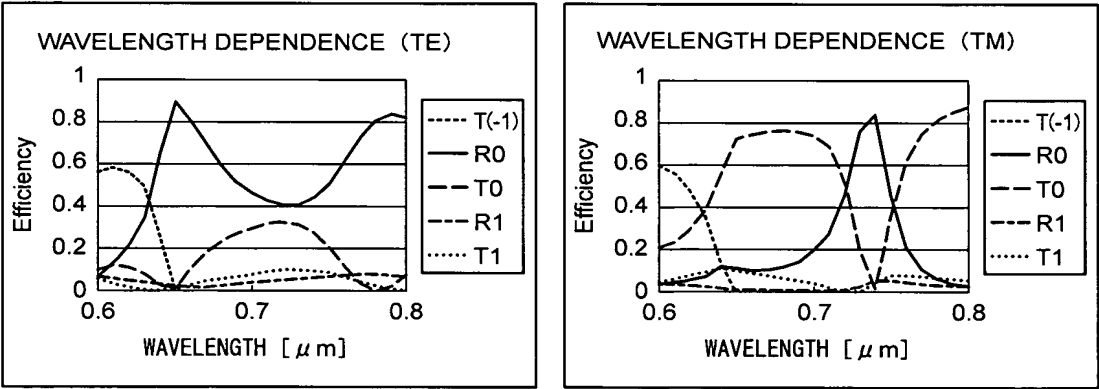 WAVELENGTH DEPENDENCE (TE)
1
0.8
0.6
0.4
0.2
0
Efficiency
0.6 0.7 0.8
WAVELENGTH [μm]
T(-1)
R0
T0
R1
T1
WAVELENGTH DEPENDENCE (TM)
1
0.8
0.6
0.4
0.2
0
Efficiency
0.6 0.7 0.8
WAVELENGTH [μm]
T(-1)
R0
T0
R1
T1